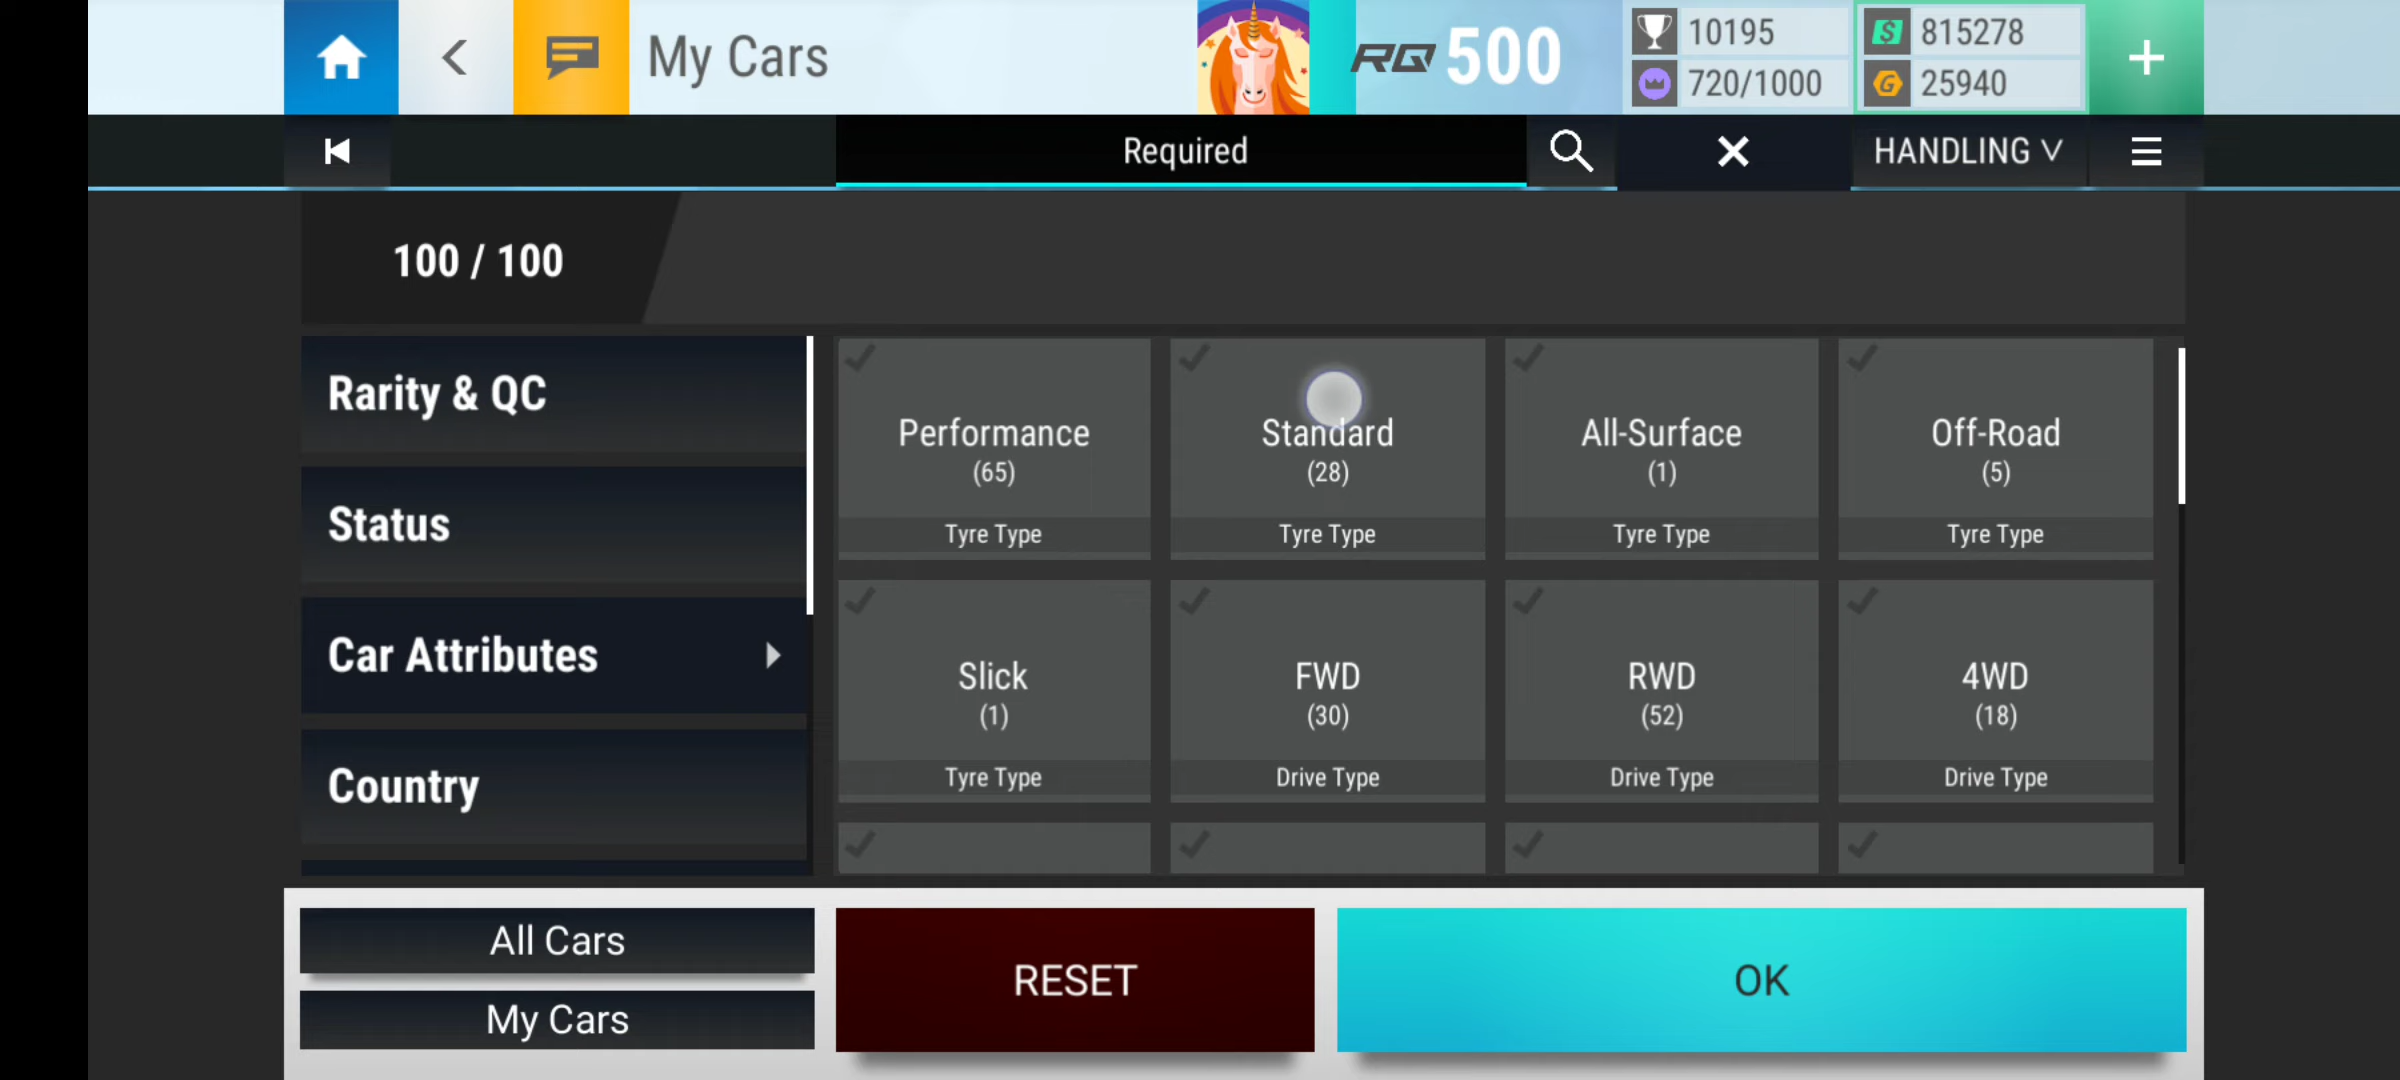 My Cars
RQ 500
10195
720/1000
815278
25940
Required
HANDLING
100 / 100
Rarity & QC
Status
Car Attributes
Country
Performance
(65)
Tyre Type
Standard
(28)
Tyre Type
All-Surface
(1)
Tyre Type
Off-Road
(5)
Tyre Type
Slick
(1)
Tyre Type
FWD
(30)
Drive Type
RWD
(52)
Drive Type
4WD
(18)
Drive Type
All Cars
My Cars
RESET
OK